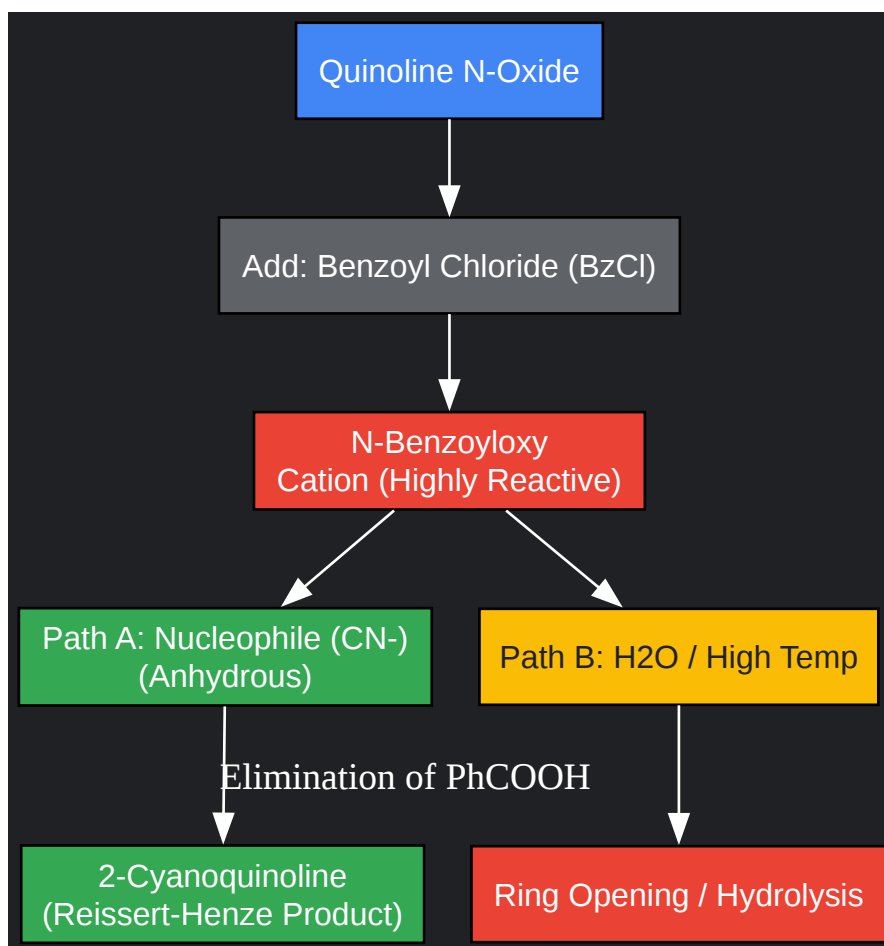 Quinoline N-Oxide
Add: Benzoyl Chloride (BzCl)
N-Benzoyloxy
Cation (Highly Reactive)
Path A: Nucleophile (CN-)
(Anhydrous)
Path B: H2O / High Temp
Elimination of PhCOOH
2-Cyanoquinoline
(Reissert-Henze Product)
Ring Opening / Hydrolysis